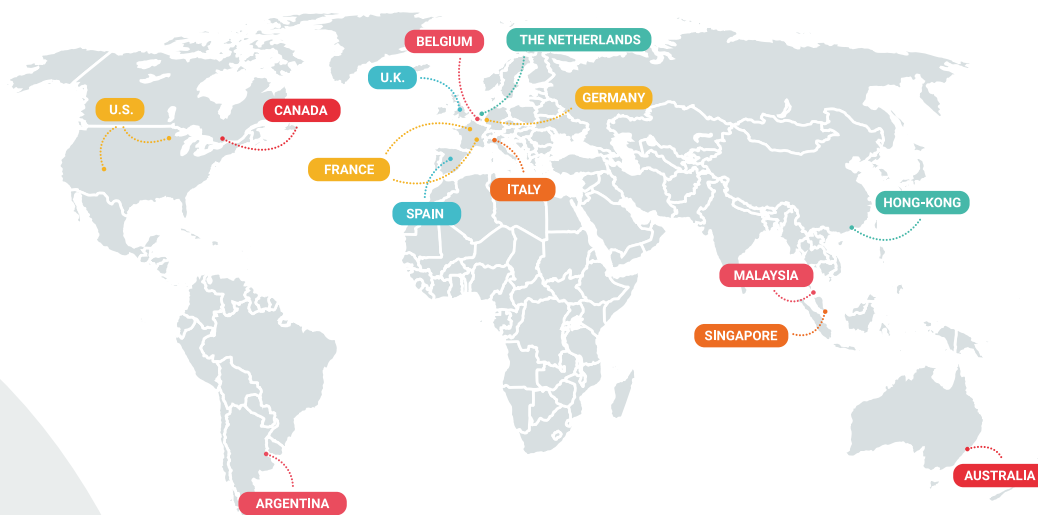 BELGIUM
THE NETHERLANDS
U.K.
GERMANY
U.S.
CANADA
FRANCE
ITALY
SPAIN
HONG-KONG
MALAYSIA
SINGAPORE
AUSTRALIA
ARGENTINA